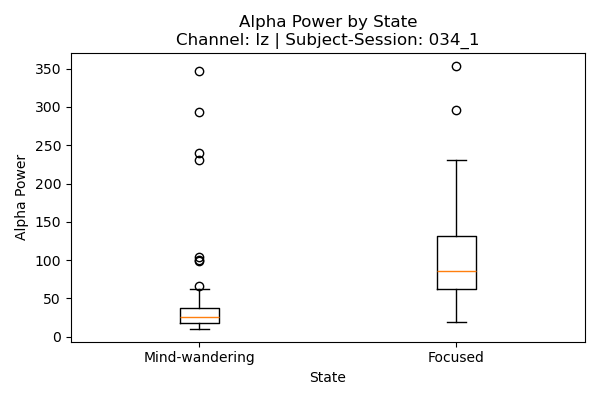 Alpha Power by State
Channel: Iz | Subject-Session: 034_1
350
300
250
200
150
100
50
0
Alpha Power
Mind-wandering
Focused
State